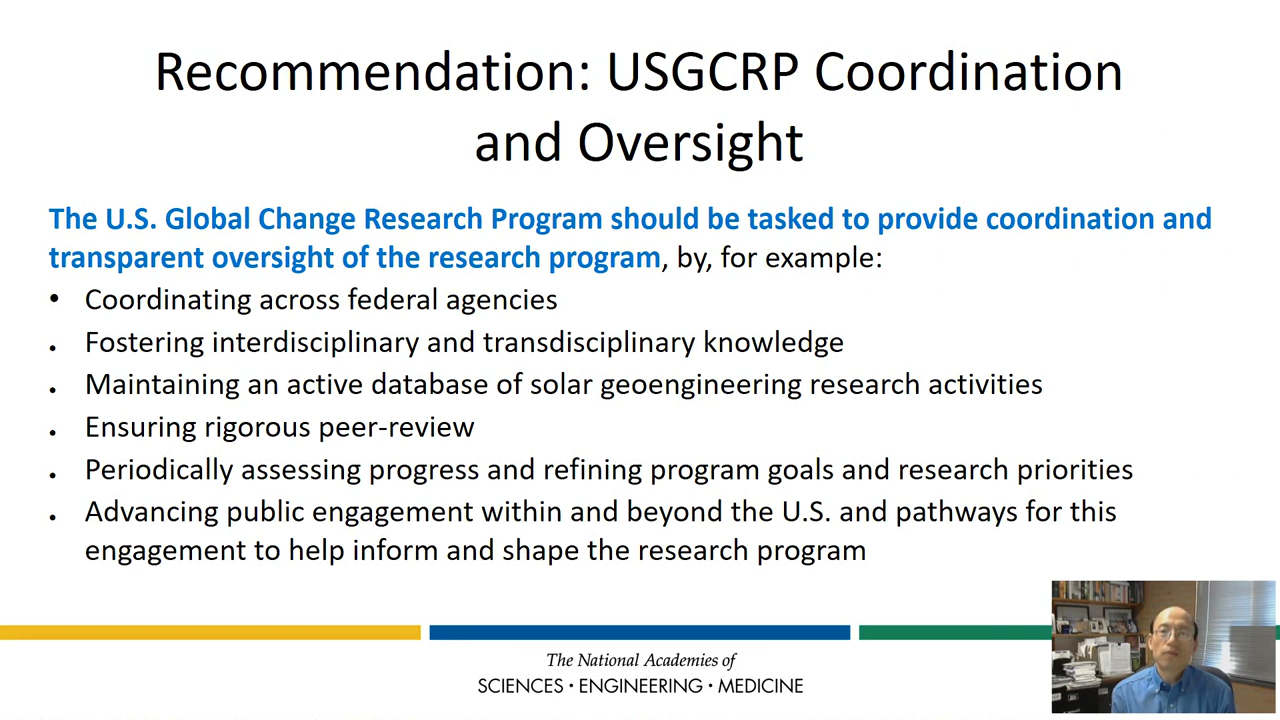 Recommendation: USGCRP Coordination
and Oversight
The U.S. Global Change Research Program should be tasked to provide coordination and
transparent oversight of the research program, by, for example:
• Coordinating across federal agencies
• Fostering interdisciplinary and transdisciplinary knowledge
• Maintaining an active database of solar geoengineering research activities
• Ensuring rigorous peer-review
• Periodically assessing progress and refining program goals and research priorities
• Advancing public engagement within and beyond the U.S. and pathways for this
engagement to help inform and shape the research program
The National Academies of
SCIENCES · ENGINEERING · MEDICINE